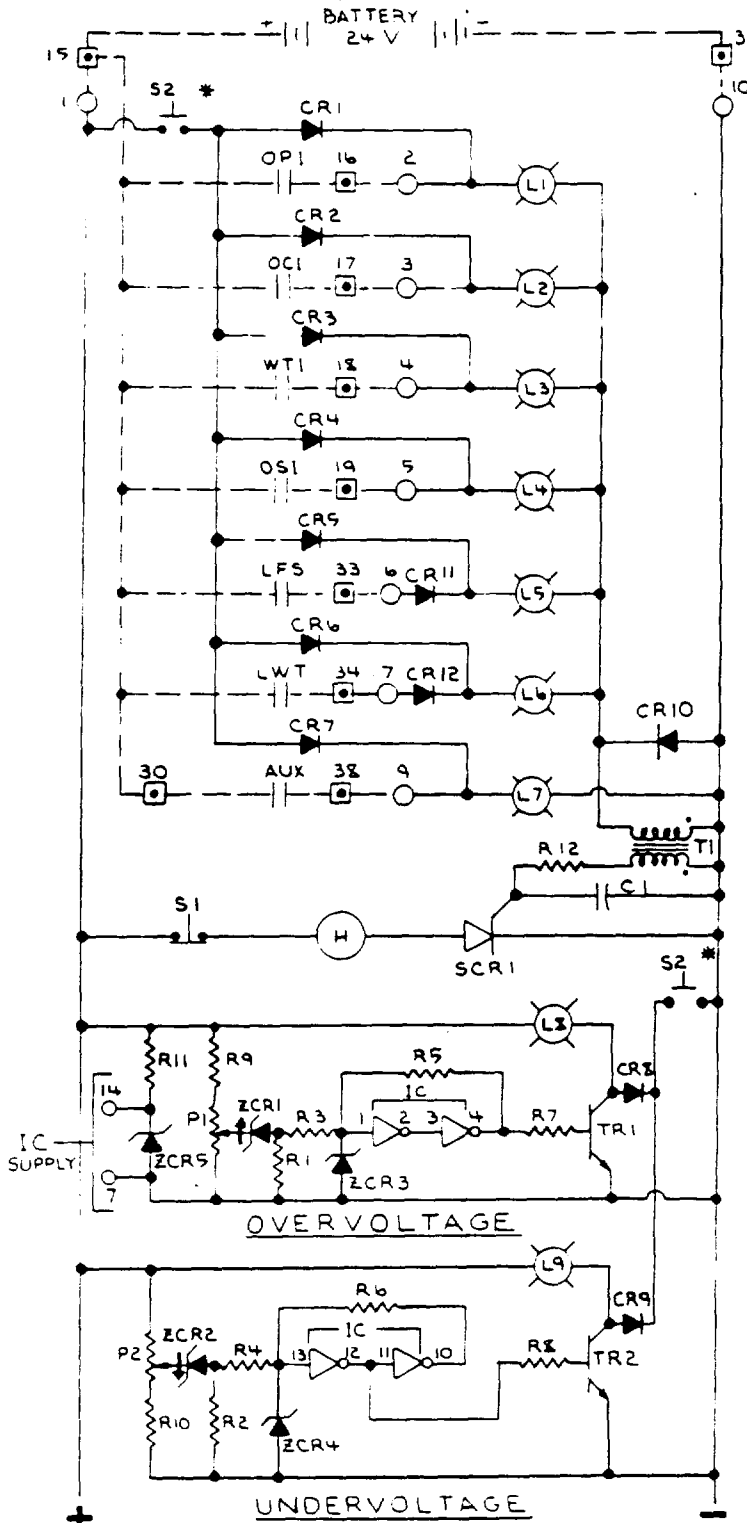 BATTERY
+ 24 V -
15 3
1 S2 * 10
CR1
OP1 16 2 L1
CR2
OC1 17 3 L2
CR3
WT1 18 4 L3
CR4
OS1 19 5 L4
CR5
LFS 33 6 CR11 L5
CR6
LWT 34 7 CR12 L6
CR7 CR10
30 AUX 38 9 L7
R12 T1
C1
S1
H
SCR1 S2 *
L8
R11 R9 R5 CR8
14 IC
P1 ZCR1 R3 1 2 3 4 R7 TR1
IC
SUPPLY ZCR5 R1 ZCR3
7
OVERVOLTAGE
L9
R6 CR9
IC
P2 ZCR2 R4 13 12 11 10 R8 TR2
R10 R2 ZCR4
+ UNDERVOLTAGE -